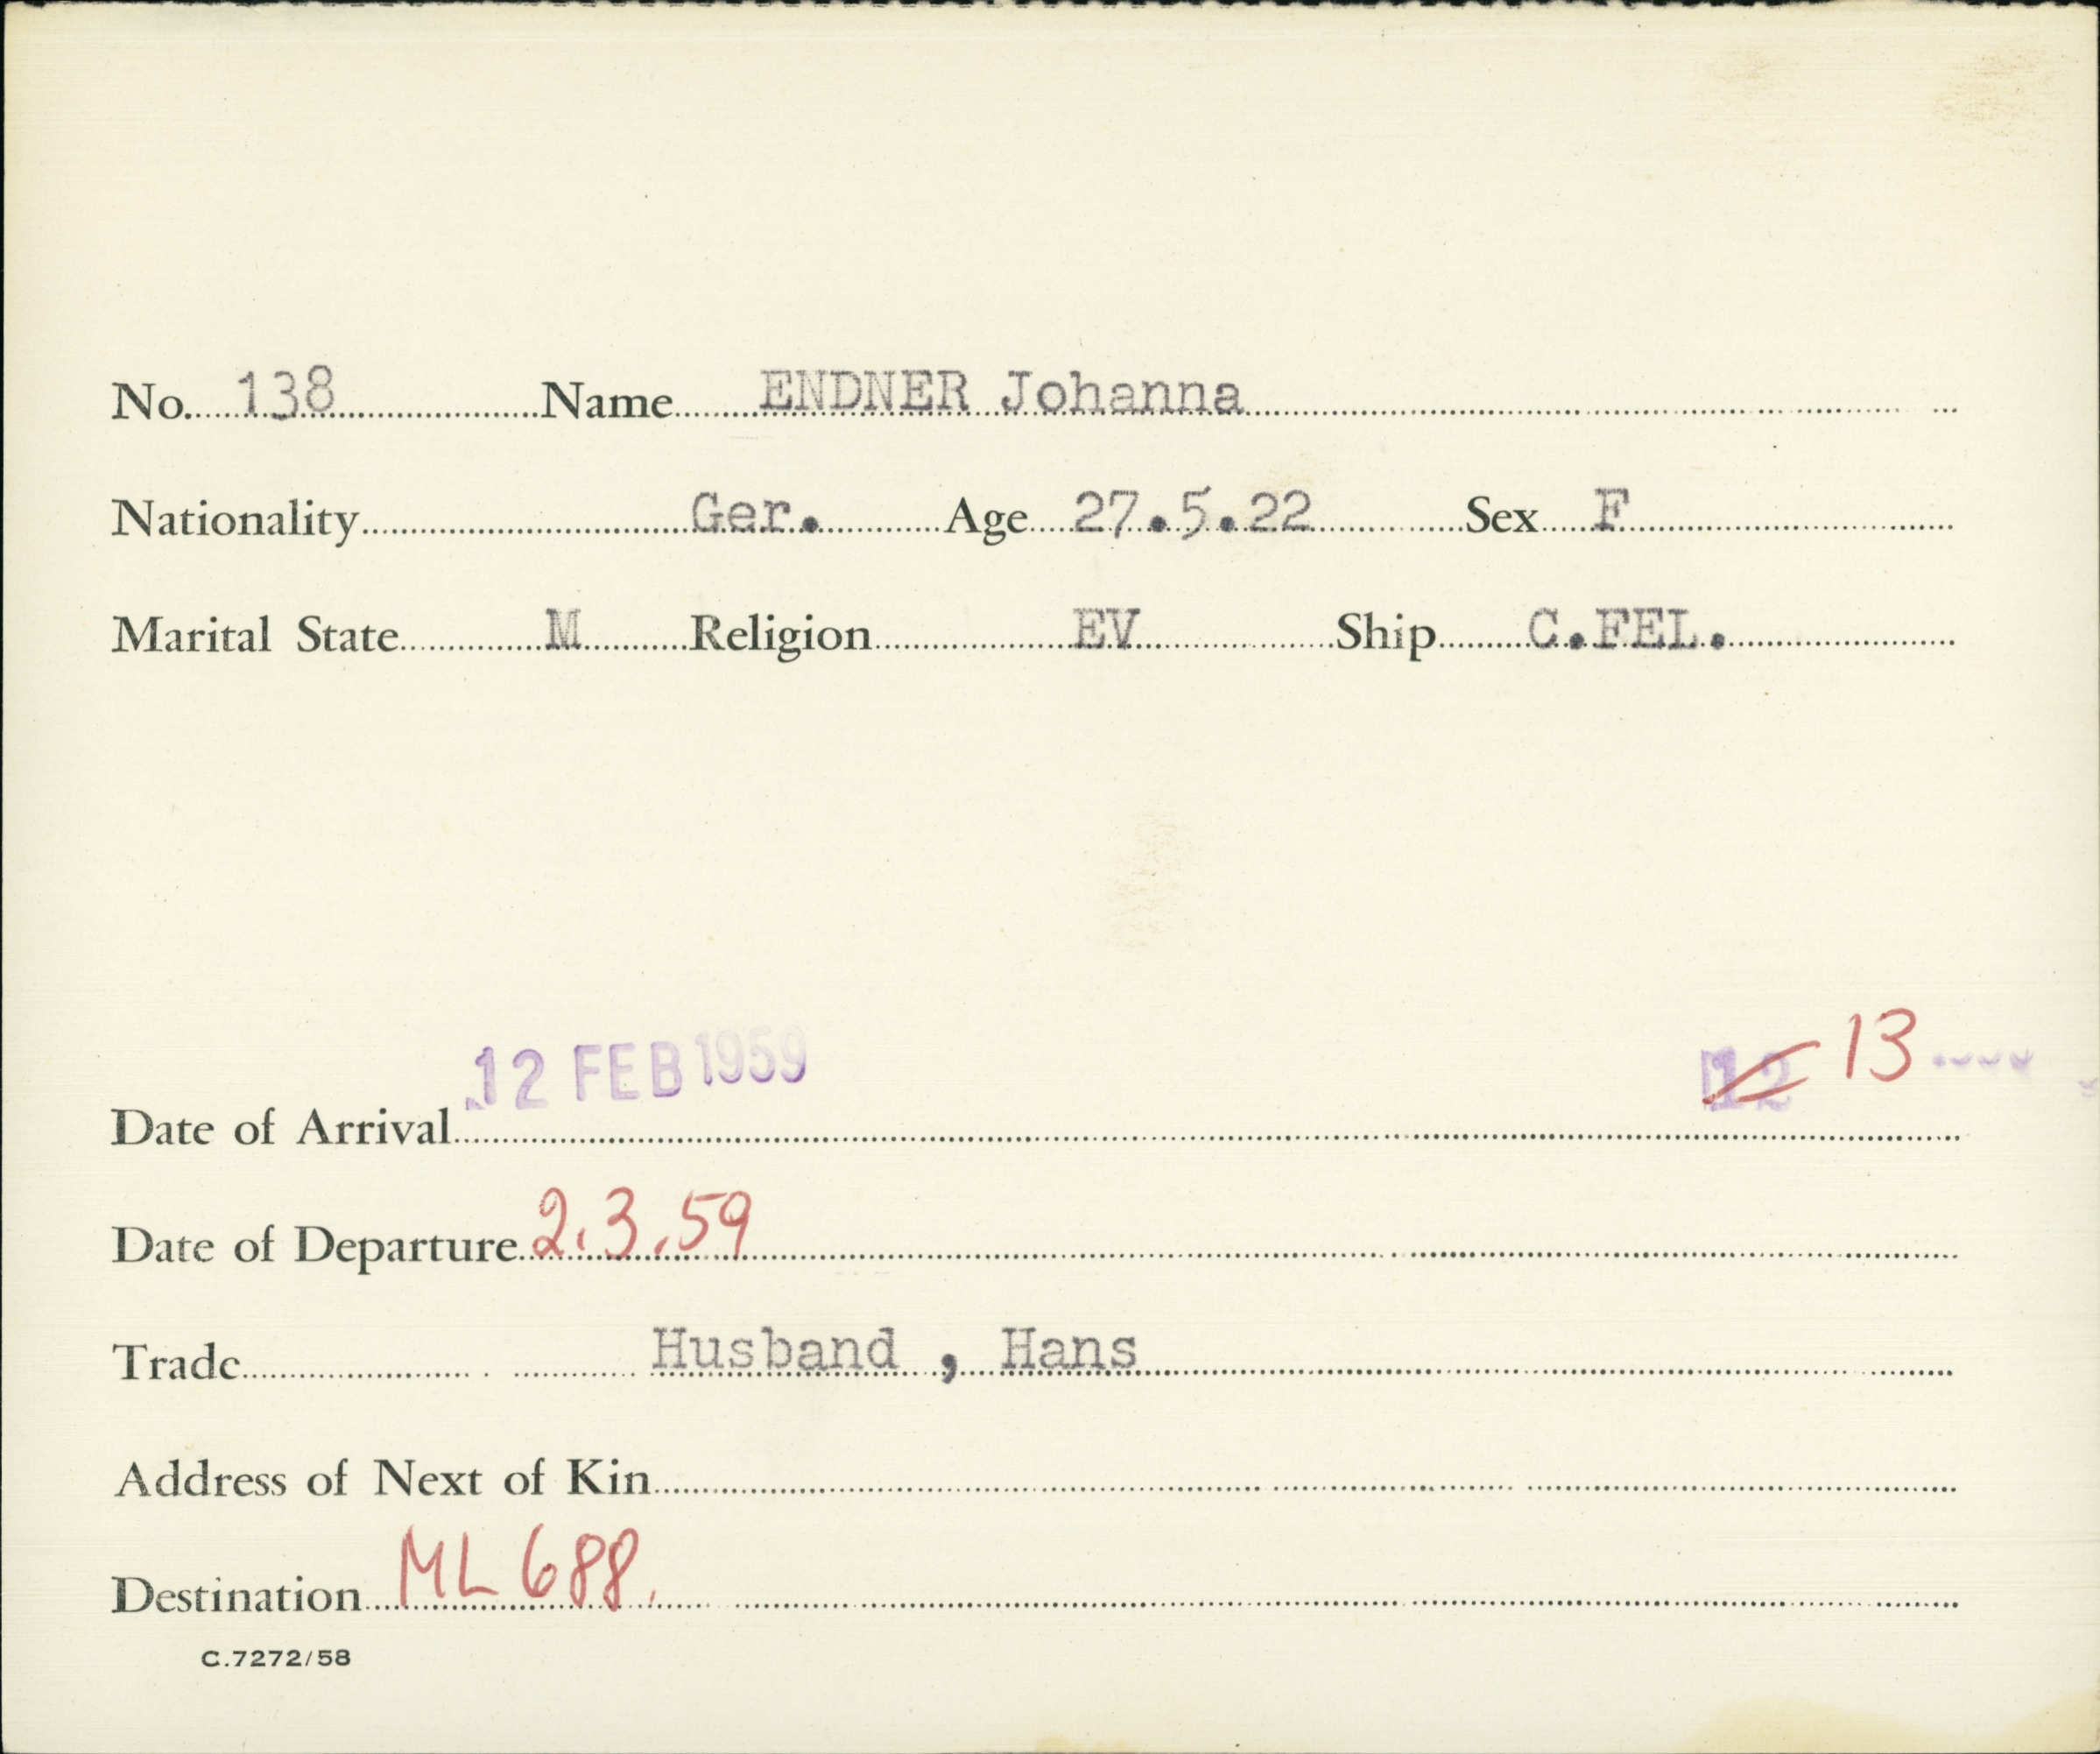 No. 138 Name ENDNER Johanna
Nationality Ger. Age 27.5.22 Sex F
Marital State M Religion EV Ship C.FEL.
12 13
Date of Arrival 12 FEB 1959
Date of Departure 2.3.59
Trade Husband , Hans
Address of Next of Kin
Destination ML 688.
C.7272/58